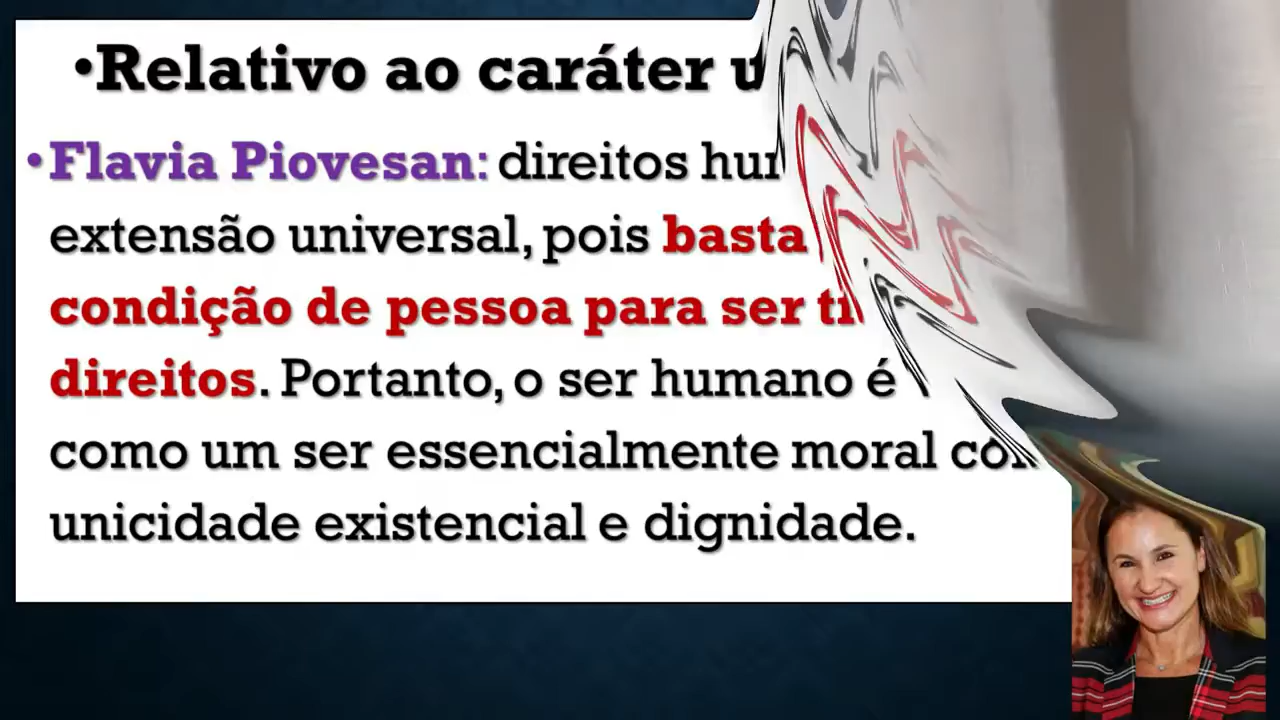 •Relativo ao caráter
•Flavia Piovesan: direitos
extensão universal, pois basta
condição de pessoa para ser
direitos. Portanto, o ser humano é
como um ser essencialmente moral
unicidade existencial e dignidade.